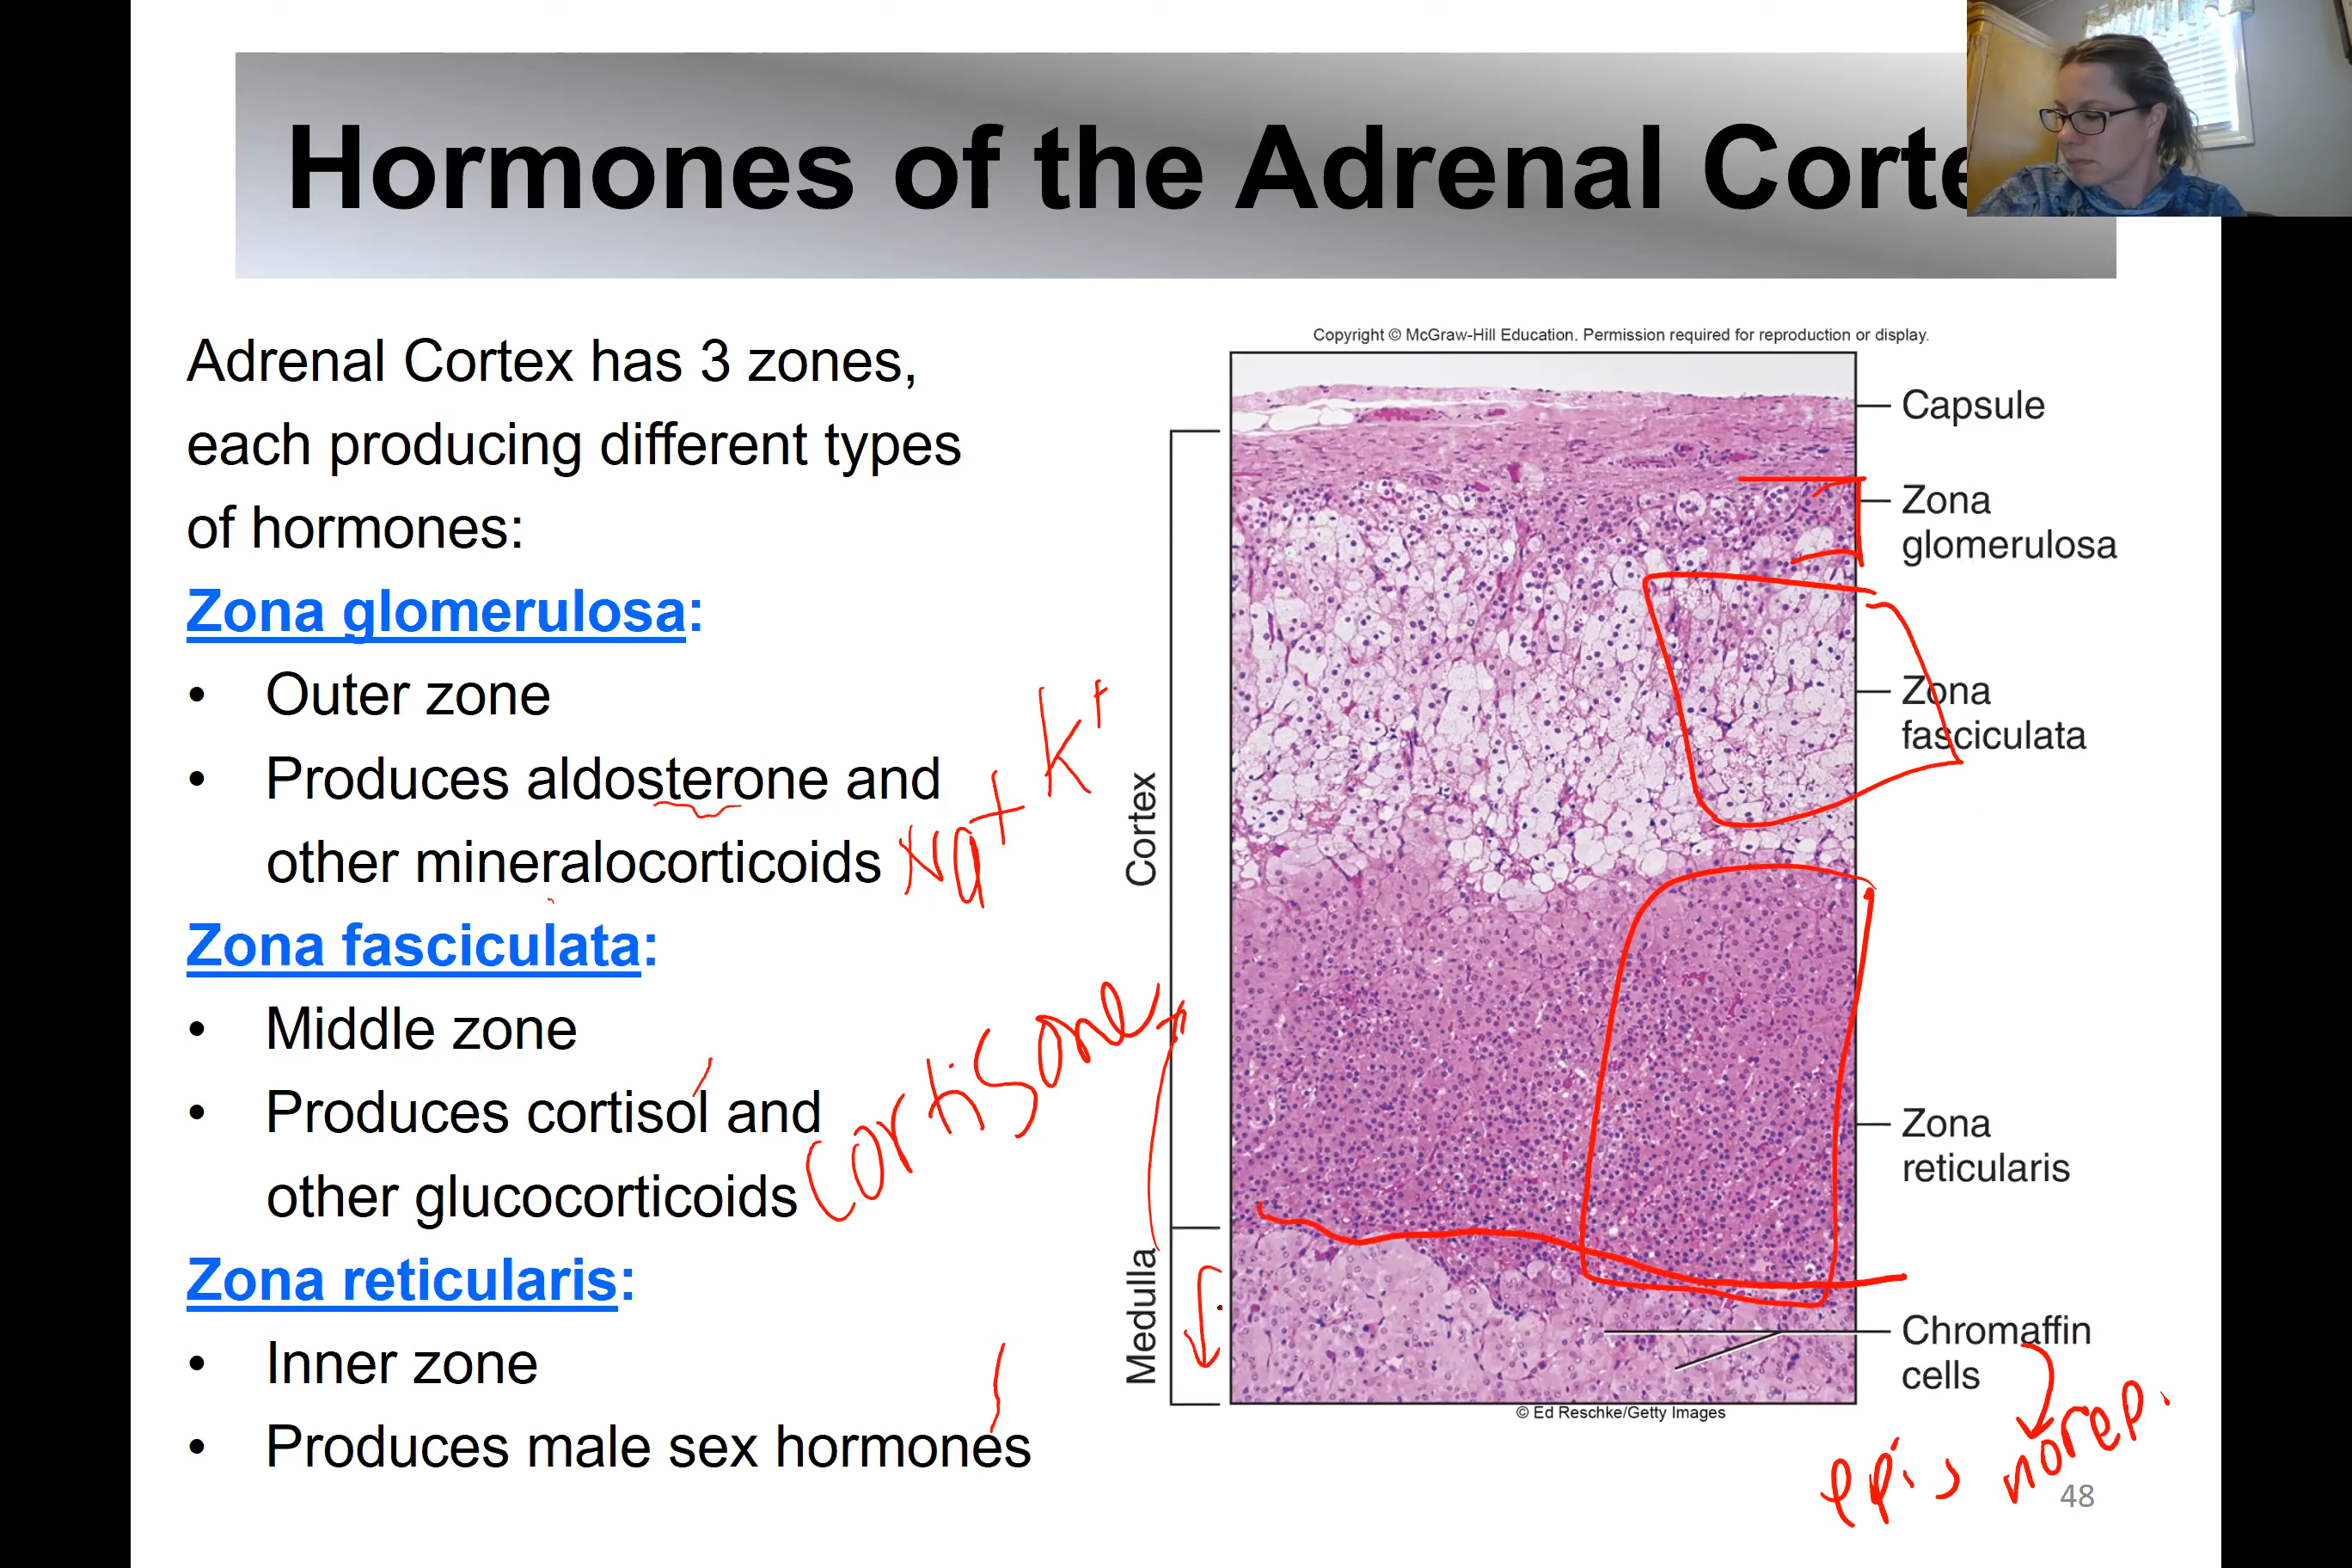 Hormones of the Adrenal Corte
Adrenal Cortex has 3 zones,
each producing different types
of hormones:
Zona glomerulosa:
• Outer zone
• Produces aldosterone and
other mineralocorticoids
Na+ K+
Zona fasciculata:
• Middle zone
• Produces cortisol and
other glucocorticoids
Cortisone
Zona reticularis:
• Inner zone
• Produces male sex hormones
Copyright © McGraw-Hill Education. Permission required for reproduction or display.
Cortex
Medulla
Capsule
Zona
glomerulosa
Zona
fasciculata
Zona
reticularis
Chromaffin
cells
© Ed Reschke/Getty Images
norep.
48